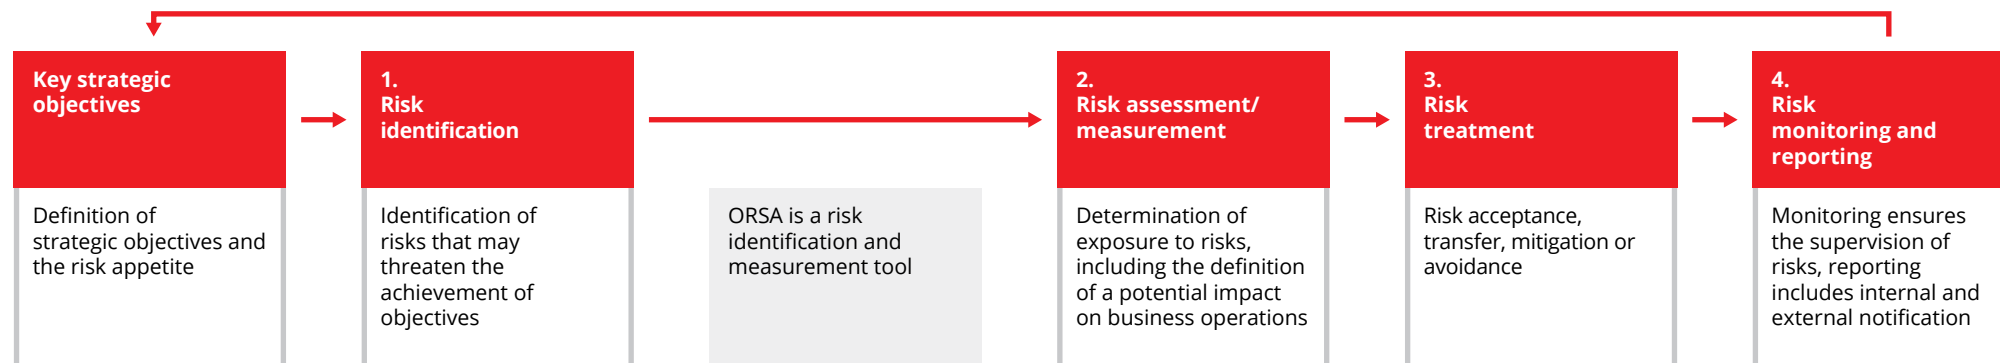 Key strategic
objectives
Definition of
strategic objectives and
the risk appetite
1.
Risk
identification
Identification of
risks that may
threaten the
achievement of
objectives
ORSA is a risk
identification and
measurement tool
2.
Risk assessment/
measurement
Determination of
exposure to risks,
including the definition
of a potential impact
on business operations
3.
Risk
treatment
Risk acceptance,
transfer, mitigation or
avoidance
4.
Risk
monitoring and
reporting
Monitoring ensures
the supervision of
risks, reporting
includes internal and
external notification